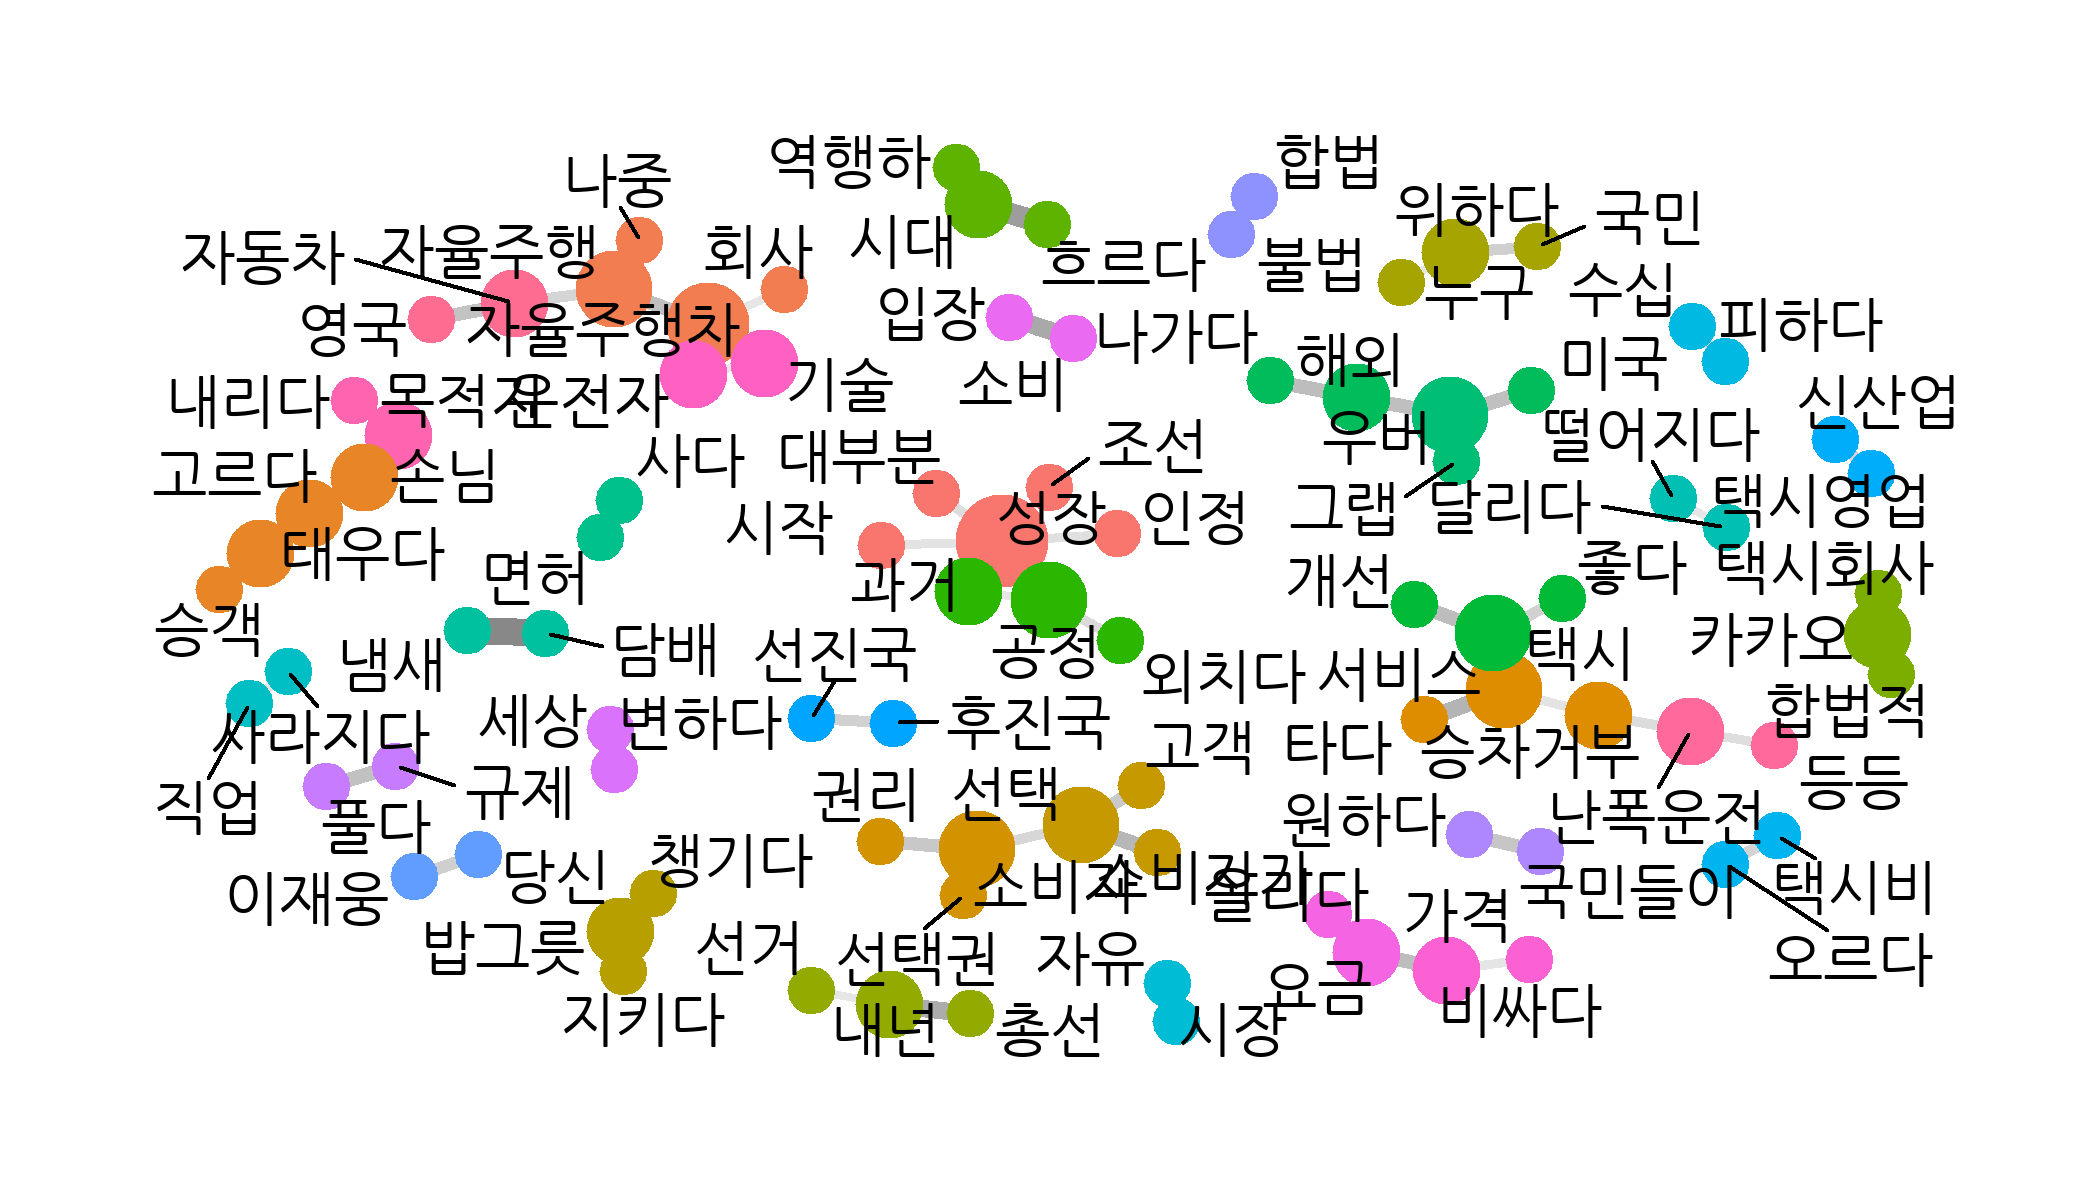 역행하
합법
나중
위하다
국민
자동차
자율주행
회사
시대
흐르다
불법
누구
수십
영국
자율주행차
입장
나가다
피하다
해외
미국
내리다
목적지
운전자
기술
소비
신산업
고르다
손님
사다
대부분
조선
우버
떨어지다
시작
성장
인정
그랩
달리다
택시영업
태우다
면허
과거
개선
좋다
택시회사
승객
냄새
담배
선진국
공정
외치다
서비스
택시
카카오
사라지다
세상
변하다
후진국
고객
타다
승차거부
합법적
직업
풀다
규제
권리
선택
원하다
난폭운전
등등
이재웅
당신
챙기다
소비자
소비자가
올리다
가격
국민들이
택시비
밥그릇
선거
선택권
자유
요금
비싸다
오르다
지키다
내년
총선
시장